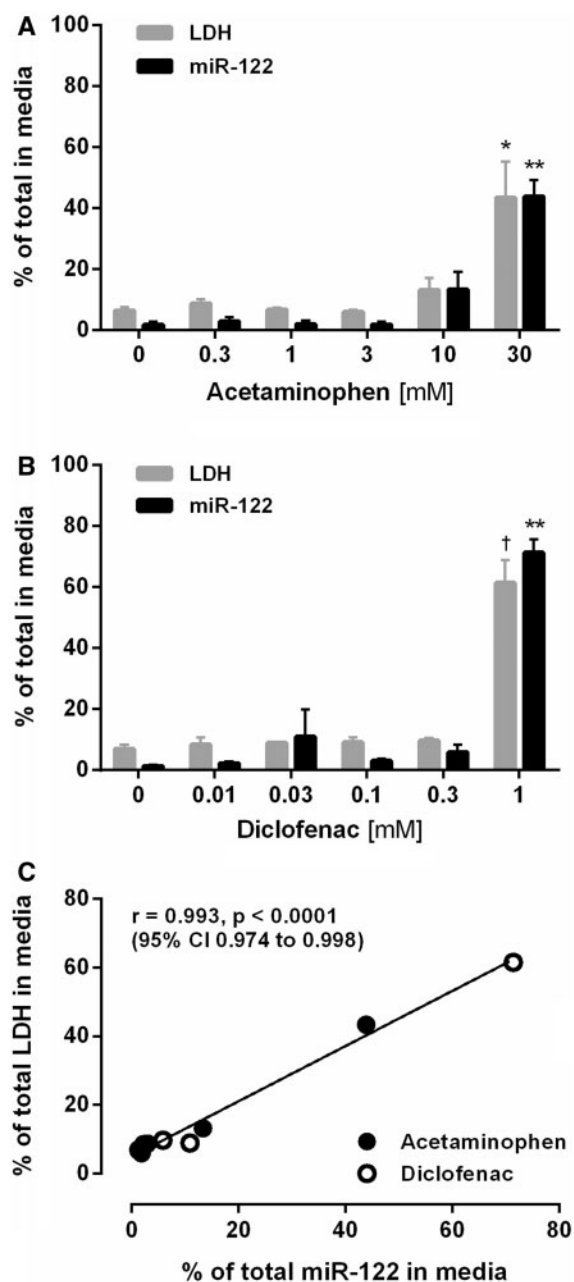 A
LDH
miR-122
100
80
60
40
20
0
* **
% of total in media
0 0.3 1 3 10 30
Acetaminophen [mM]
B
LDH
miR-122
100
80
60
40
20
0
† **
% of total in media
0 0.01 0.03 0.1 0.3 1
Diclofenac [mM]
C
r = 0.993, p < 0.0001
(95% CI 0.974 to 0.998)
80
60
40
20
0
% of total LDH in media
Acetaminophen
Diclofenac
0 20 40 60 80
% of total miR-122 in media